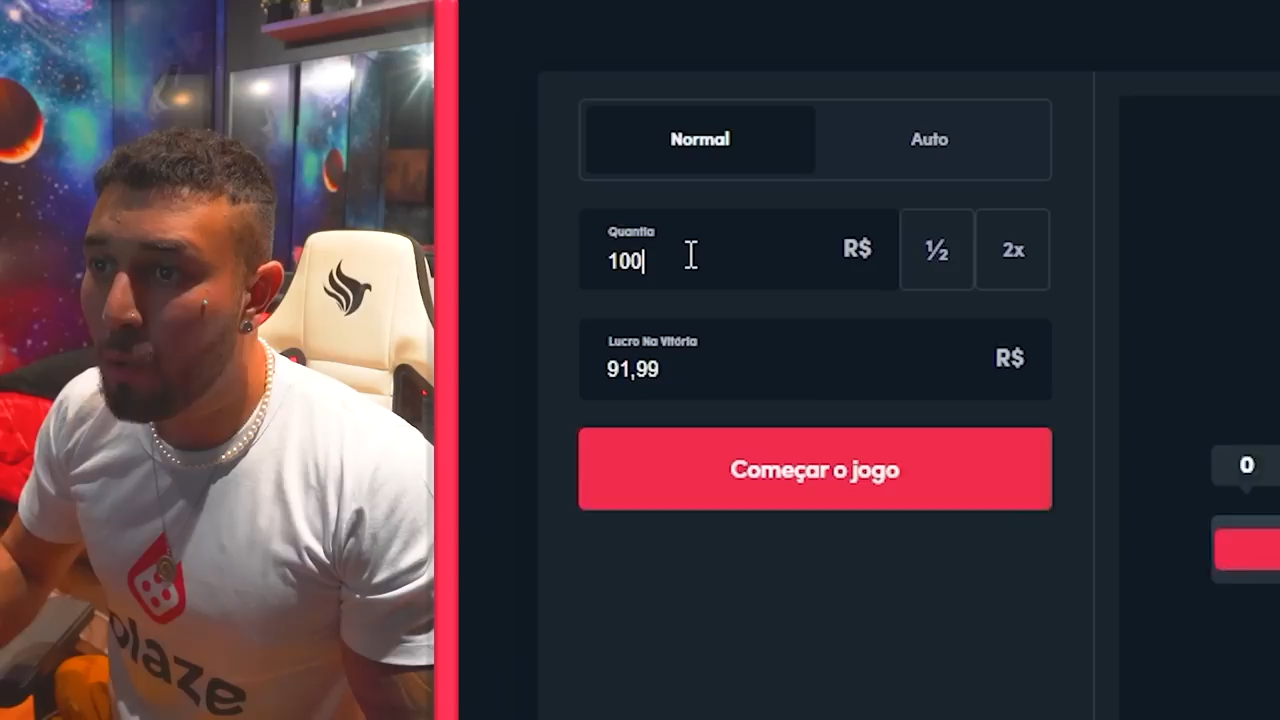 Normal
Auto
Quantia
100
R$
½
2x
Lucro Na Vitória
91,99
R$
Começar o jogo
0
blaze